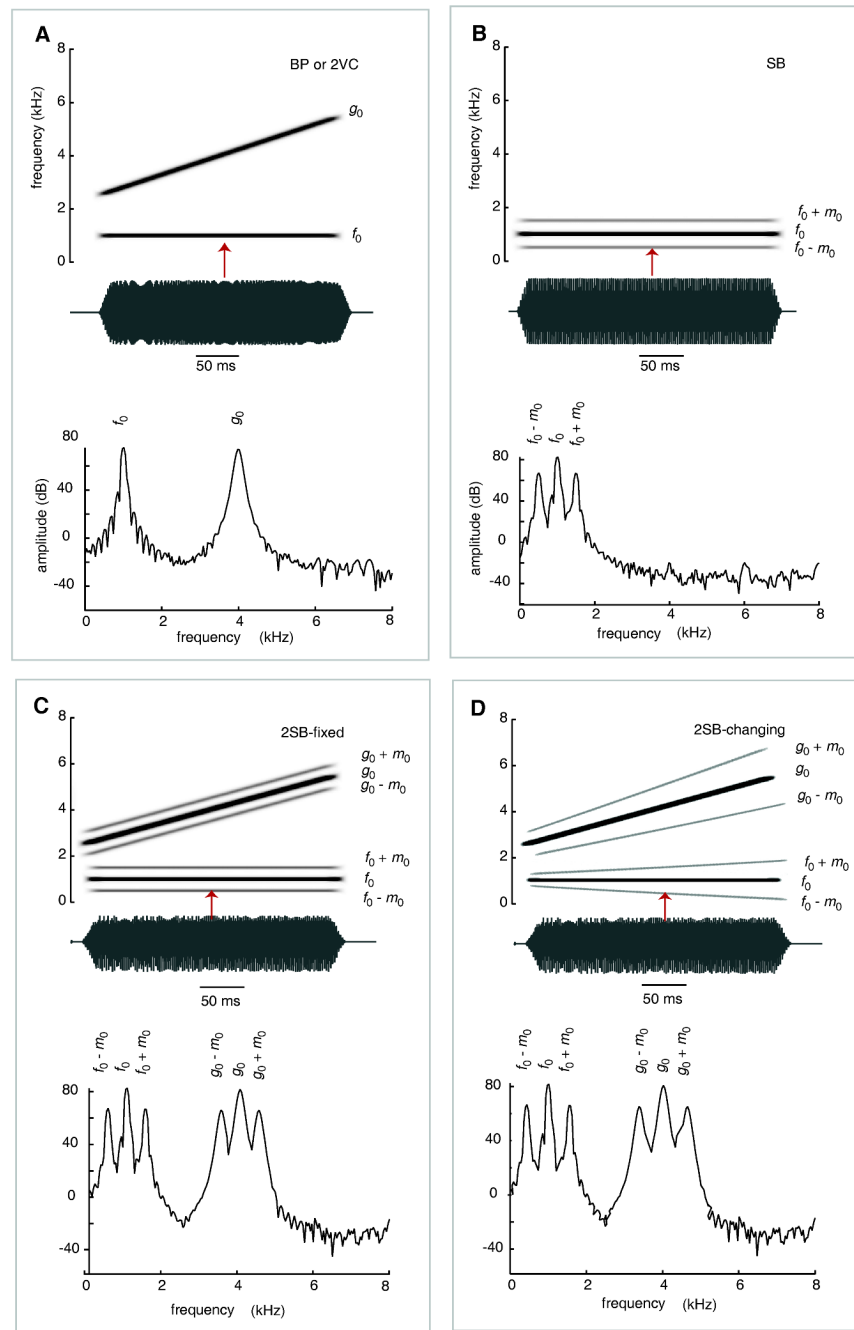 A
BP or 2VC
frequency (kHz)
8
6
4
2
0
g0
f0
50 ms
f0
g0
amplitude (dB)
80
40
0
-40
0 2 4 6 8
frequency (kHz)
B
SB
frequency (kHz)
8
6
4
2
0
f0 + m0
f0
f0 - m0
50 ms
f0 - m0
f0
f0 + m0
amplitude (dB)
80
40
0
-40
0 2 4 6 8
frequency (kHz)
C
2SB-fixed
8
6
4
2
0
g0 + m0
g0
g0 - m0
f0 + m0
f0
f0 - m0
50 ms
f0 - m0
f0
f0 + m0
g0 - m0
g0
g0 + m0
80
40
0
-40
0 2 4 6 8
frequency (kHz)
D
2SB-changing
8
6
4
2
0
g0 + m0
g0
g0 - m0
f0 + m0
f0
f0 - m0
50 ms
f0 - m0
f0
f0 + m0
g0 - m0
g0
g0 + m0
80
40
0
-40
0 2 4 6 8
frequency (kHz)